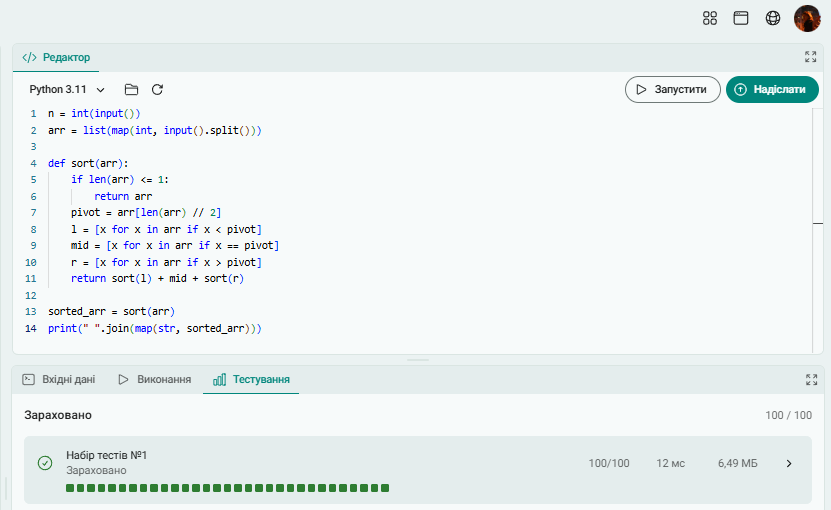 </> Редактор
Python 3.11
Запустити
Надіслати
1 n = int(input())
2 arr = list(map(int, input().split()))
3
4 def sort(arr):
5     if len(arr) <= 1:
6         return arr
7     pivot = arr[len(arr) // 2]
8     l = [x for x in arr if x < pivot]
9     mid = [x for x in arr if x == pivot]
10     r = [x for x in arr if x > pivot]
11     return sort(l) + mid + sort(r)
12
13 sorted_arr = sort(arr)
14 print(" ".join(map(str, sorted_arr)))
Вхідні дані
Виконання
Тестування
Зараховано
100 / 100
Набір тестів №1
Зараховано
100/100
12 мс
6,49 МБ